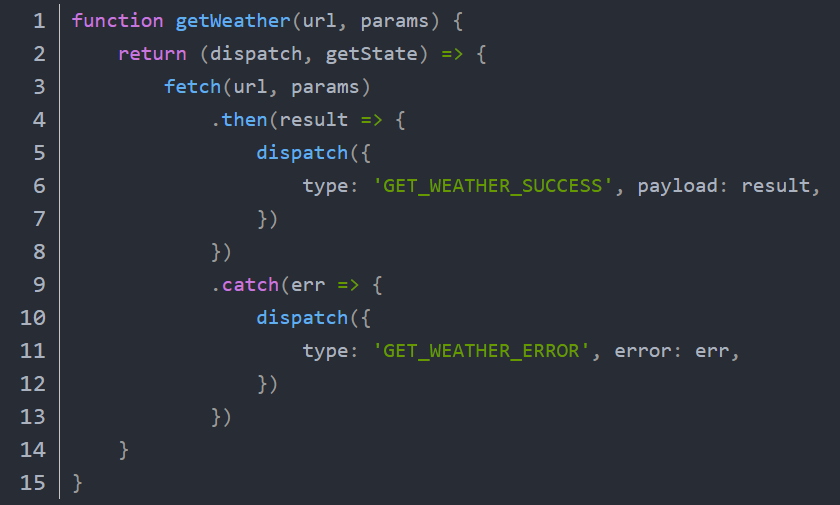 1 function getWeather(url, params) {
2     return (dispatch, getState) => {
3         fetch(url, params)
4             .then(result => {
5                 dispatch({
6                     type: 'GET_WEATHER_SUCCESS', payload: result,
7                 })
8             })
9             .catch(err => {
10                 dispatch({
11                     type: 'GET_WEATHER_ERROR', error: err,
12                 })
13             })
14     }
15 }